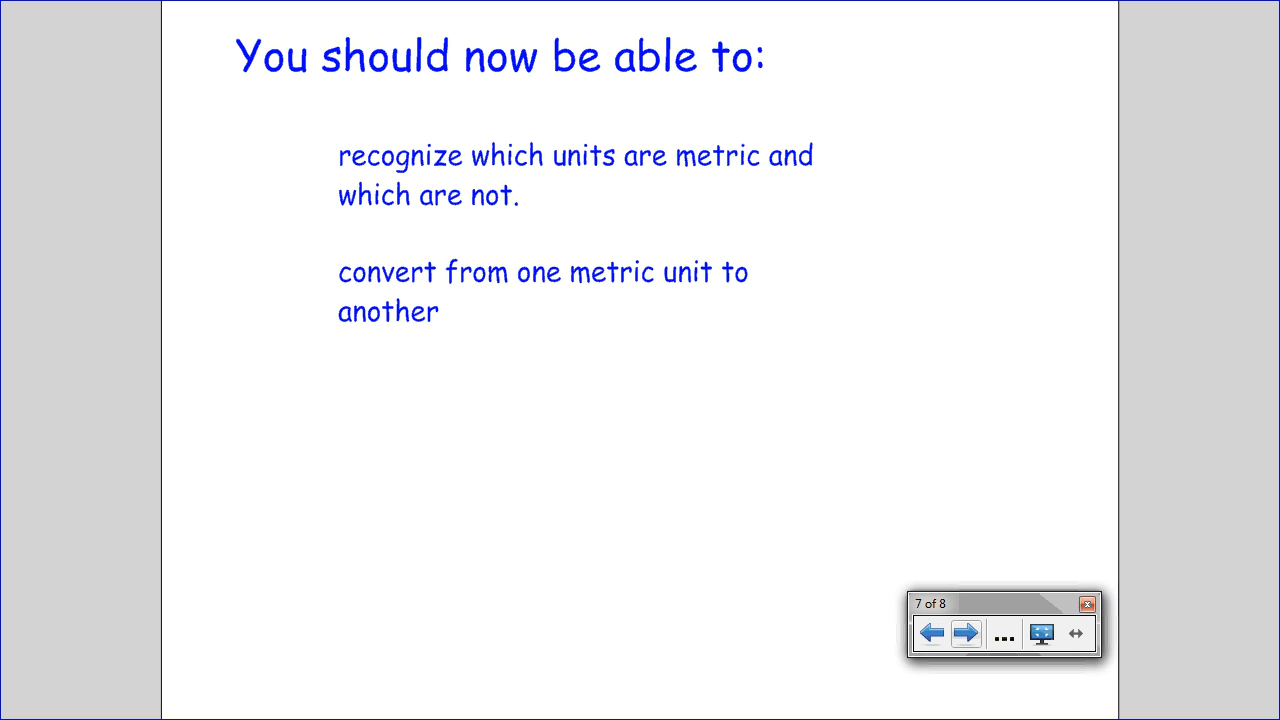 You should now be able to:
recognize which units are metric and
which are not.
convert from one metric unit to
another
7 of 8
...